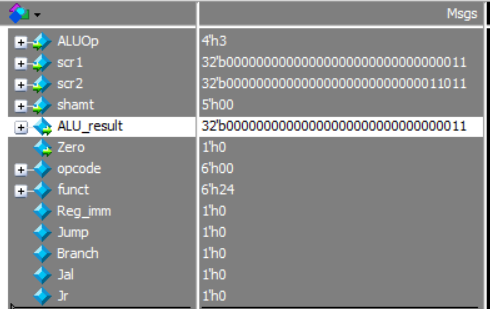 Msgs
ALUOp 4'h3
scr1 32'b00000000000000000000000000000011
scr2 32'b00000000000000000000000000011011
shamt 5'h00
ALU_result 32'b00000000000000000000000000000011
Zero 1'h0
opcode 6'h00
funct 6'h24
Reg_imm 1'h0
Jump 1'h0
Branch 1'h0
Jal 1'h0
Jr 1'h0